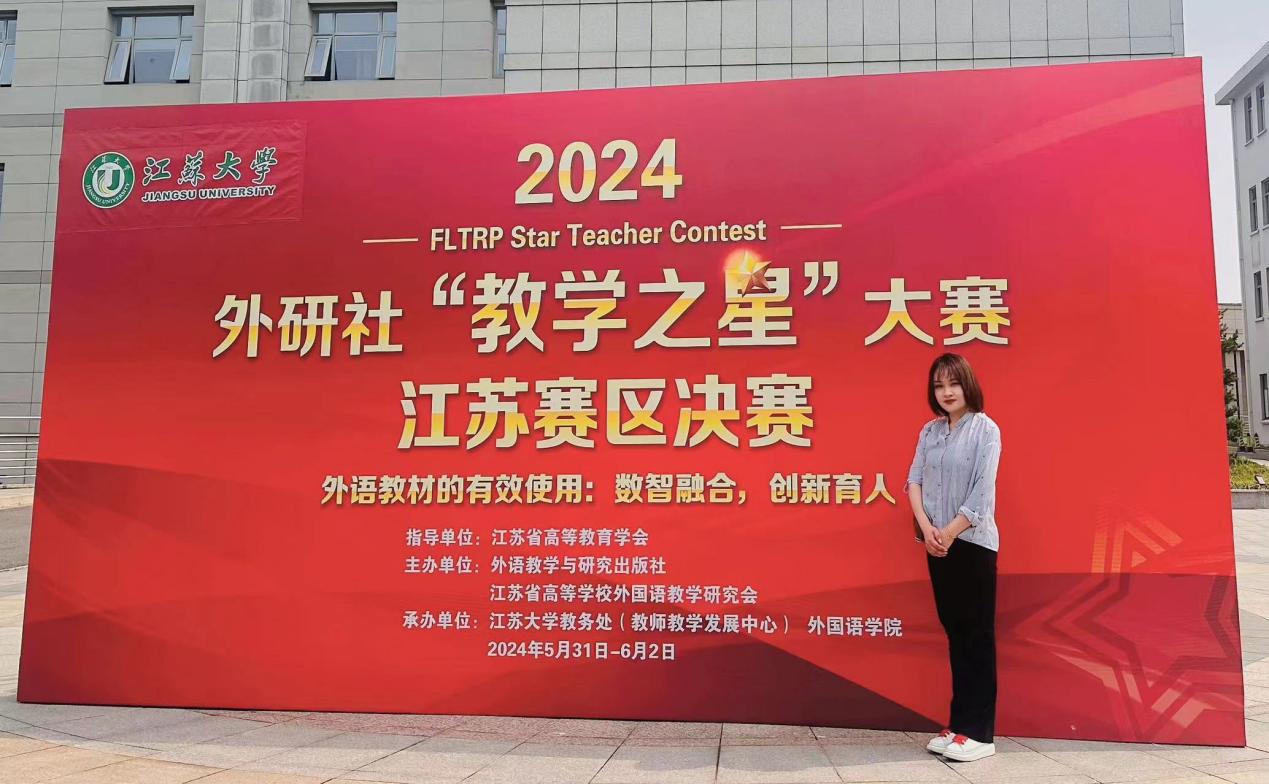 江苏大学
JIANGSU UNIVERSITY
江蘇大學
JIANGSU UNIVERSITY
2024
FLTRP Star Teacher Contest
外研社“教学之星”大赛
江苏赛区决赛
外语教材的有效使用：数智融合，创新育人
指导单位：江苏省高等教育学会
主办单位：外语教学与研究出版社
江苏省高等学校外国语教学研究会
承办单位：江苏大学教务处（教师教学发展中心） 外国语学院
2024年5月31日-6月2日